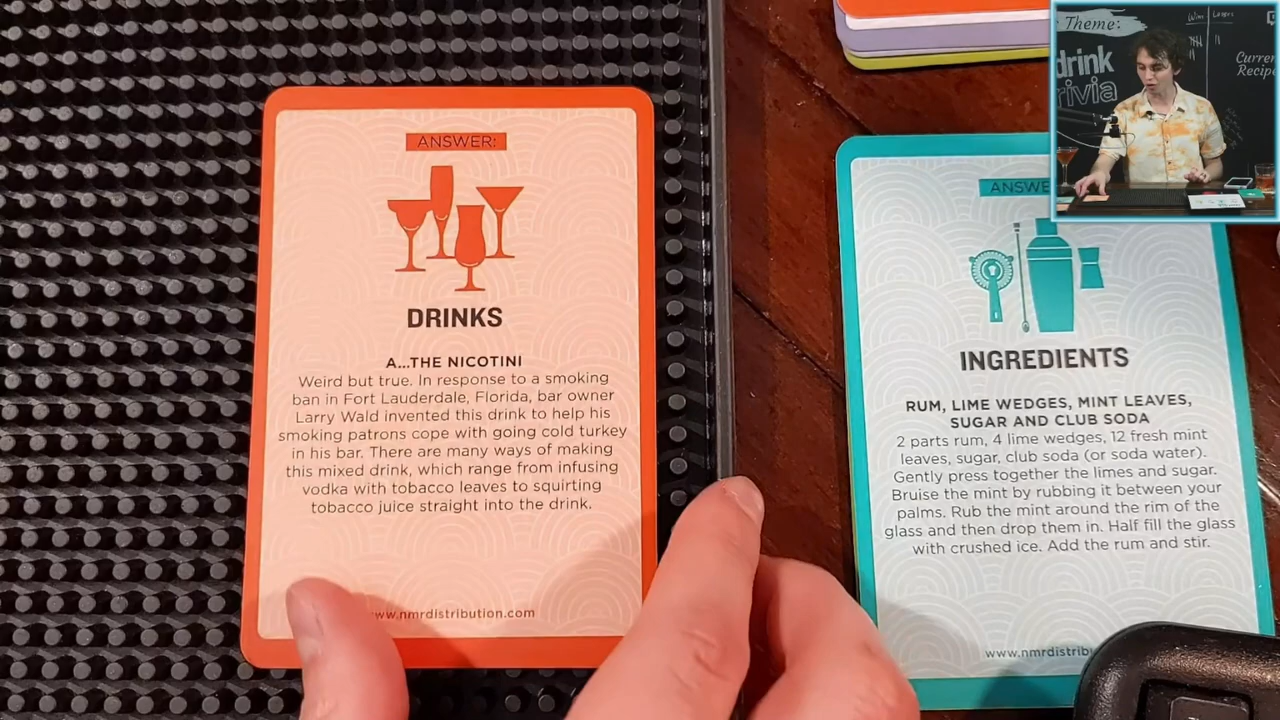 ANSWER:
DRINKS
A...THE NICOTINI
Weird but true. In response to a smoking
ban in Fort Lauderdale, Florida, bar owner
Larry Wald invented this drink to help his
smoking patrons cope with going cold turkey
in his bar. There are many ways of making
this mixed drink, which range from infusing
vodka with tobacco leaves to squirting
tobacco juice straight into the drink.
www.nmrdistribution.com
ANSWE
INGREDIENTS
RUM, LIME WEDGES, MINT LEAVES,
SUGAR AND CLUB SODA
2 parts rum, 4 lime wedges, 12 fresh mint
leaves, sugar, club soda (or soda water).
Gently press together the limes and sugar.
Bruise the mint by rubbing it between your
palms. Rub the mint around the rim of the
glass and then drop them in. Half fill the glass
with crushed ice. Add the rum and stir.
www.nmrdistribu
Theme:
drink
rivia
Wins Losses
Curren
Recipe